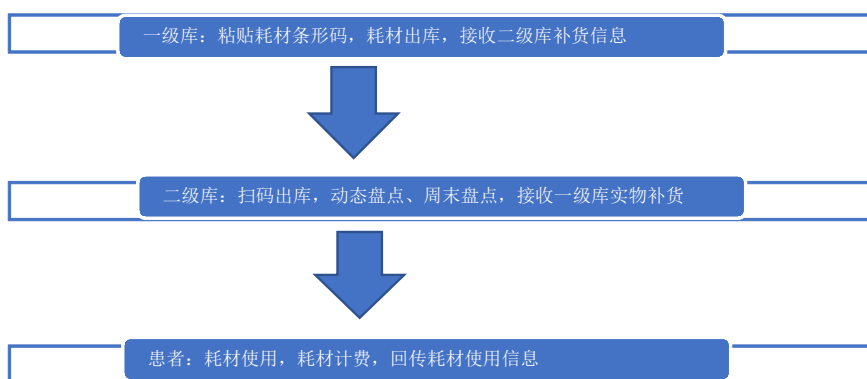 一级库：粘贴耗材条形码，耗材出库，接收二级库补货信息
二级库：扫码出库，动态盘点、周末盘点，接收一级库实物补货
患者：耗材使用，耗材计费，回传耗材使用信息